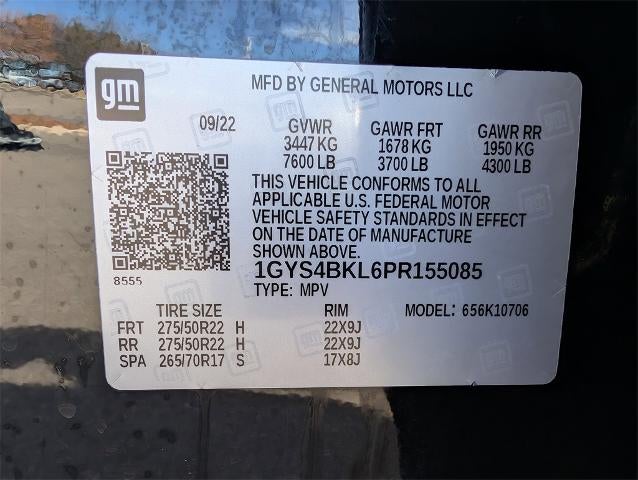 gm
MFD BY GENERAL MOTORS LLC
09/22 GVWR GAWR FRT GAWR RR
3447 KG 1678 KG 1950 KG
7600 LB 3700 LB 4300 LB
THIS VEHICLE CONFORMS TO ALL
APPLICABLE U.S. FEDERAL MOTOR
VEHICLE SAFETY STANDARDS IN EFFECT
ON THE DATE OF MANUFACTURE
SHOWN ABOVE.
1GYS4BKL6PR155085
8555
TYPE: MPV
TIRE SIZE RIM MODEL: 656K10706
FRT 275/50R22 H 22X9J
RR 275/50R22 H 22X9J
SPA 265/70R17 S 17X8J